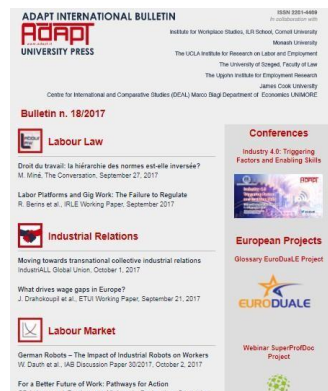 ADAPT INTERNATIONAL BULLETIN
ADAPT
www.adapt.it
UNIVERSITY PRESS
ISSN 2281-4469
In collaboration with
Institute for Workplace Studies, ILR School, Cornell University
Monash University
The UCLA Institute for Research on Labor and Employment
The University of Szeged, Faculty of Law
The Upjohn Institute for Employment Research
James Cook University
Centre for International and Comparative Studies (DEAL) Marco Biagi Department of Economics UNIMORE
Bulletin n. 18/2017
Labour Law
Droit du travail: la hiérarchie des normes est-elle inversée?
M. Miné, The Conversation, September 27, 2017
Labor Platforms and Gig Work: The Failure to Regulate
R. Berins et al., IRLE Working Paper, September 2017
Industrial Relations
Moving towards transnational collective industrial relations
IndustriALL Global Union, October 1, 2017
What drives wage gaps in Europe?
J. Drahokoupil et al., ETUI Working Paper, September 21, 2017
Labour Market
German Robots – The Impact of Industrial Robots on Workers
W. Dauth et al., IAB Discussion Paper 30/2017, October 2, 2017
For a Better Future of Work: Pathways for Action
Conferences
Industry 4.0: Triggering
Factors and Enabling Skills
European Projects
Glossary EuroDuaLE Project
EURODUALE
Webinar SuperProfDoc
Project